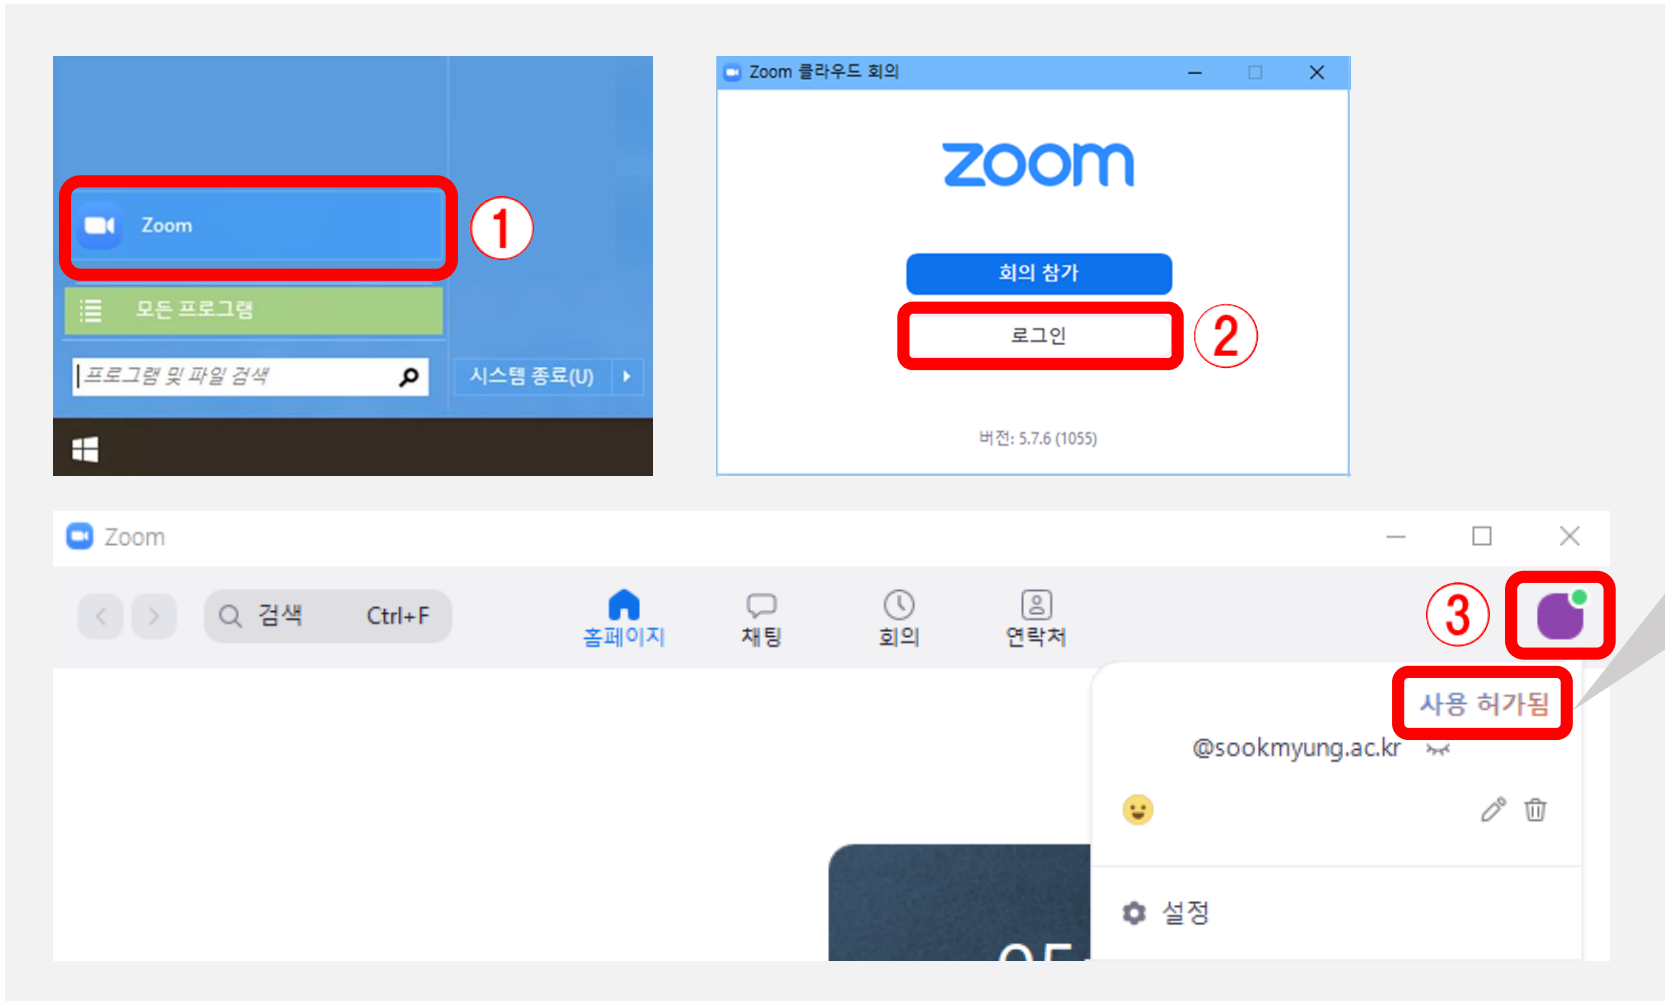 Zoom
①
모든 프로그램
프로그램 및 파일 검색
시스템 종료(U)
Zoom 클라우드 회의
zoom
회의 참가
로그인
②
버전: 5.7.6 (1055)
Zoom
검색 Ctrl+F
홈페이지
채팅
회의
연락처
③
사용 허가됨
@sookmyung.ac.kr
설정